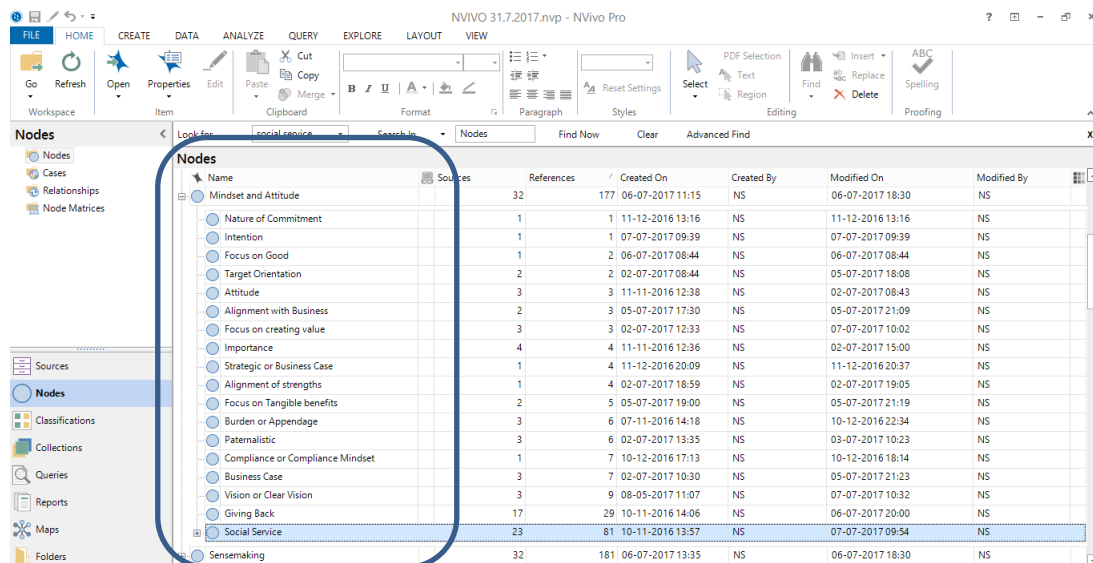 NVIVO 31.7.2017.nvp - NVivo Pro
FILE HOME CREATE DATA ANALYZE QUERY EXPLORE LAYOUT VIEW
Go Refresh Open Properties Edit Paste Cut Copy Merge
B I U A
Reset Settings
Select PDF Selection Text Region Find Insert Replace Delete ABC Spelling
Workspace Item Clipboard Format Paragraph Styles Editing Proofing
Nodes
Nodes
Cases
Relationships
Node Matrices
Sources
Nodes
Classifications
Collections
Queries
Reports
Maps
Folders
Look for social service Search In Nodes Find Now Clear Advanced Find x
Nodes
Name Sources References Created On Created By Modified On Modified By
Mindset and Attitude 32 177 06-07-2017 11:15 NS 06-07-2017 18:30 NS
Nature of Commitment 1 1 11-12-2016 13:16 NS 11-12-2016 13:16 NS
Intention 1 1 07-07-2017 09:39 NS 07-07-2017 09:39 NS
Focus on Good 1 2 06-07-2017 08:44 NS 06-07-2017 08:44 NS
Target Orientation 2 2 02-07-2017 08:44 NS 05-07-2017 18:08 NS
Attitude 3 3 11-11-2016 12:38 NS 02-07-2017 08:43 NS
Alignment with Business 2 3 05-07-2017 17:30 NS 05-07-2017 21:09 NS
Focus on creating value 3 3 02-07-2017 12:33 NS 07-07-2017 10:02 NS
Importance 4 4 11-11-2016 12:36 NS 02-07-2017 15:00 NS
Strategic or Business Case 1 4 11-12-2016 20:09 NS 11-12-2016 20:37 NS
Alignment of strengths 1 4 02-07-2017 18:59 NS 02-07-2017 19:05 NS
Focus on Tangible benefits 2 5 05-07-2017 19:00 NS 05-07-2017 21:19 NS
Burden or Appendage 3 6 07-11-2016 14:18 NS 10-12-2016 22:34 NS
Paternalistic 3 6 02-07-2017 13:35 NS 03-07-2017 10:23 NS
Compliance or Compliance Mindset 1 7 10-12-2016 17:13 NS 10-12-2016 18:14 NS
Business Case 3 7 02-07-2017 10:30 NS 05-07-2017 21:23 NS
Vision or Clear Vision 3 9 08-05-2017 11:07 NS 07-07-2017 10:32 NS
Giving Back 17 29 10-11-2016 14:06 NS 06-07-2017 20:00 NS
Social Service 23 81 10-11-2016 13:57 NS 07-07-2017 09:54 NS
Sensemaking 32 181 06-07-2017 13:35 NS 06-07-2017 18:30 NS